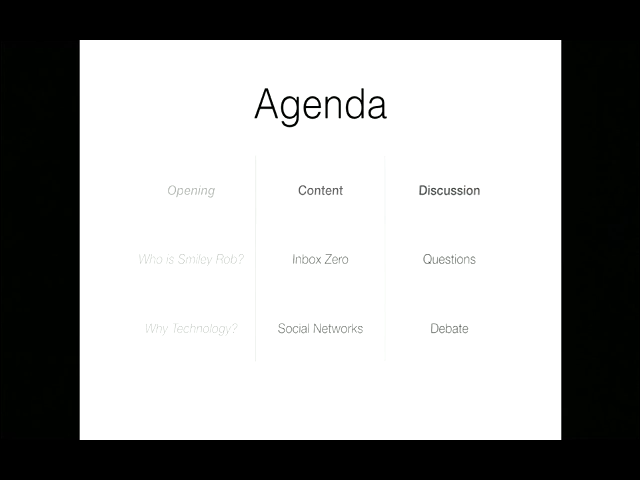 Agenda
Opening Content Discussion
Who is Smiley Rob? Inbox Zero Questions
Why Technology? Social Networks Debate